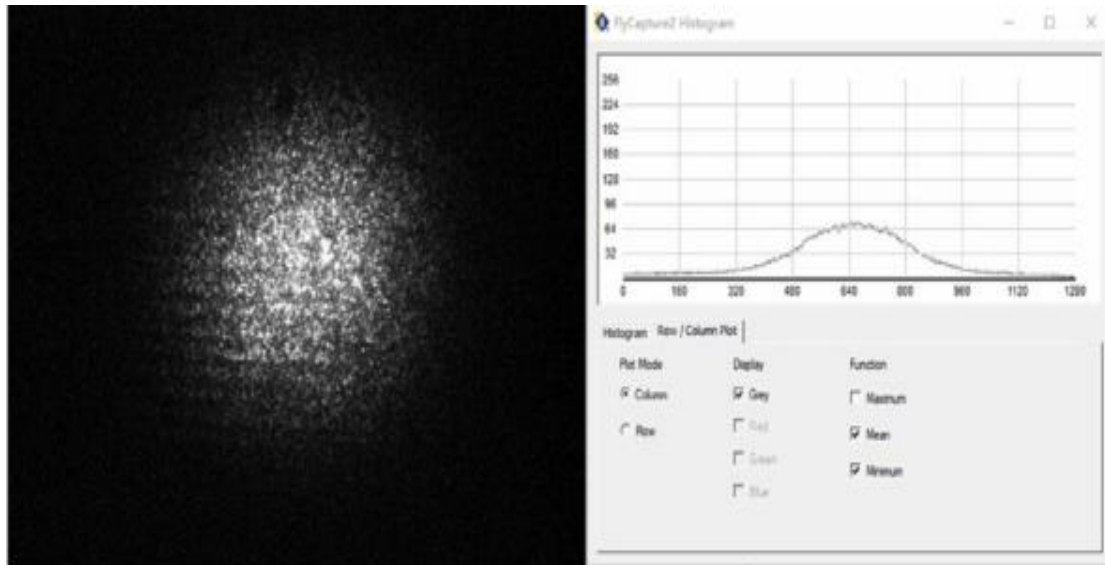 FlyCapture2 Histogram
256
224
192
160
128
96
64
32
0 160 320 480 640 800 960 1120 1280
Histogram Row / Column Plot
Plot Mode Display Function
Column Grey Maximum
Row Red Mean
Green Minimum
Blue